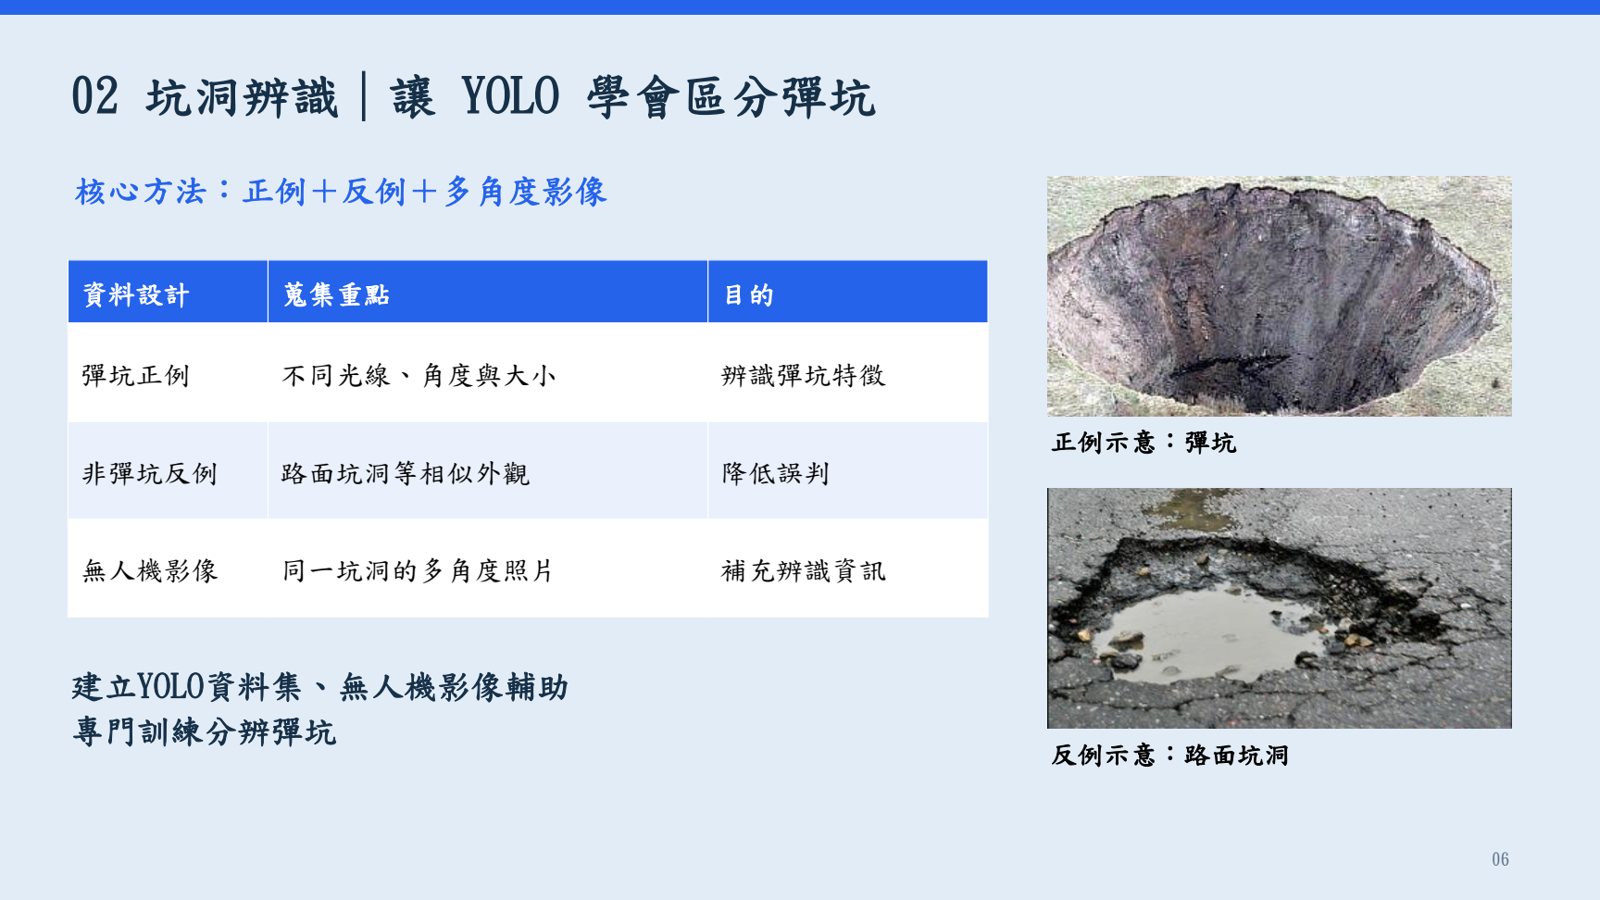 02 坑洞辨識｜讓 YOLO 學會區分彈坑
核心方法：正例＋反例＋多角度影像
資料設計 蒐集重點 目的
彈坑正例 不同光線、角度與大小 辨識彈坑特徵
非彈坑反例 路面坑洞等相似外觀 降低誤判
無人機影像 同一坑洞的多角度照片 補充辨識資訊
建立YOLO資料集、無人機影像輔助
專門訓練分辨彈坑
正例示意：彈坑
反例示意：路面坑洞
06